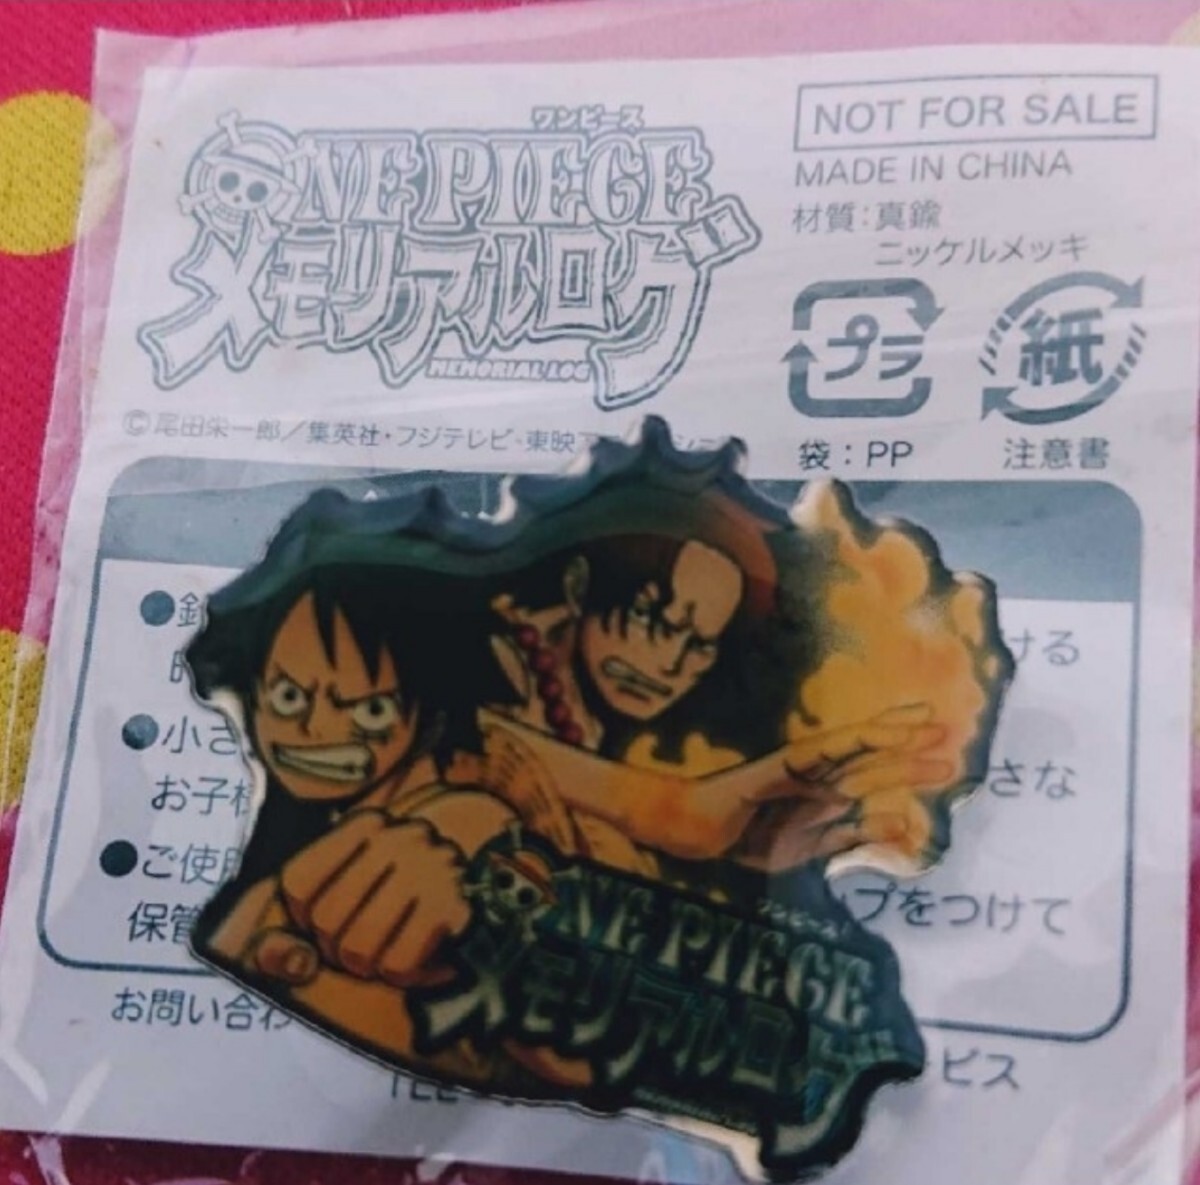 ワンピース
ONE PIECE
メモリアルログ
MEMORIAL LOG
NOT FOR SALE
MADE IN CHINA
材質:真鍮
ニッケルメッキ
プラ
紙
袋:PP
注意書
©尾田栄一郎/集英社・フジテレビ・東映
ける
●小さ
さな
お子様
●ご使用
プをつけて
保管
お問い合わ
ビス
TEL
ワンピース
ONE PIECE
メモリアルログ